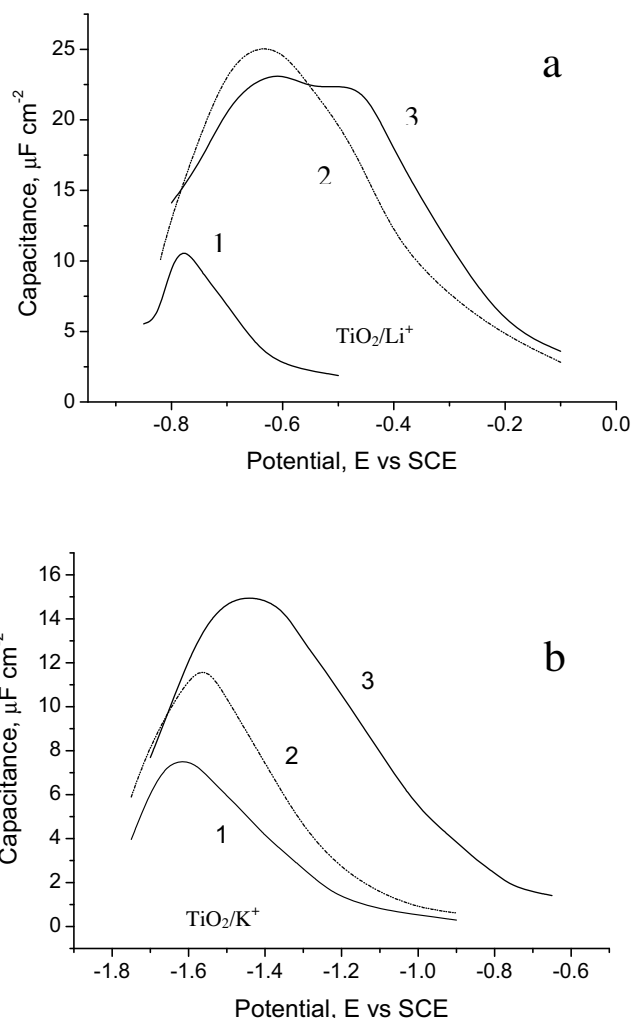 a
25
20
15
10
5
0
Capacitance, μF cm⁻²
3
2
1
TiO₂/Li⁺
-0.8 -0.6 -0.4 -0.2 0.0
Potential, E vs SCE
b
16
14
12
10
8
6
4
2
0
Capacitance, μF cm⁻²
3
2
1
TiO₂/K⁺
-1.8 -1.6 -1.4 -1.2 -1.0 -0.8 -0.6
Potential, E vs SCE